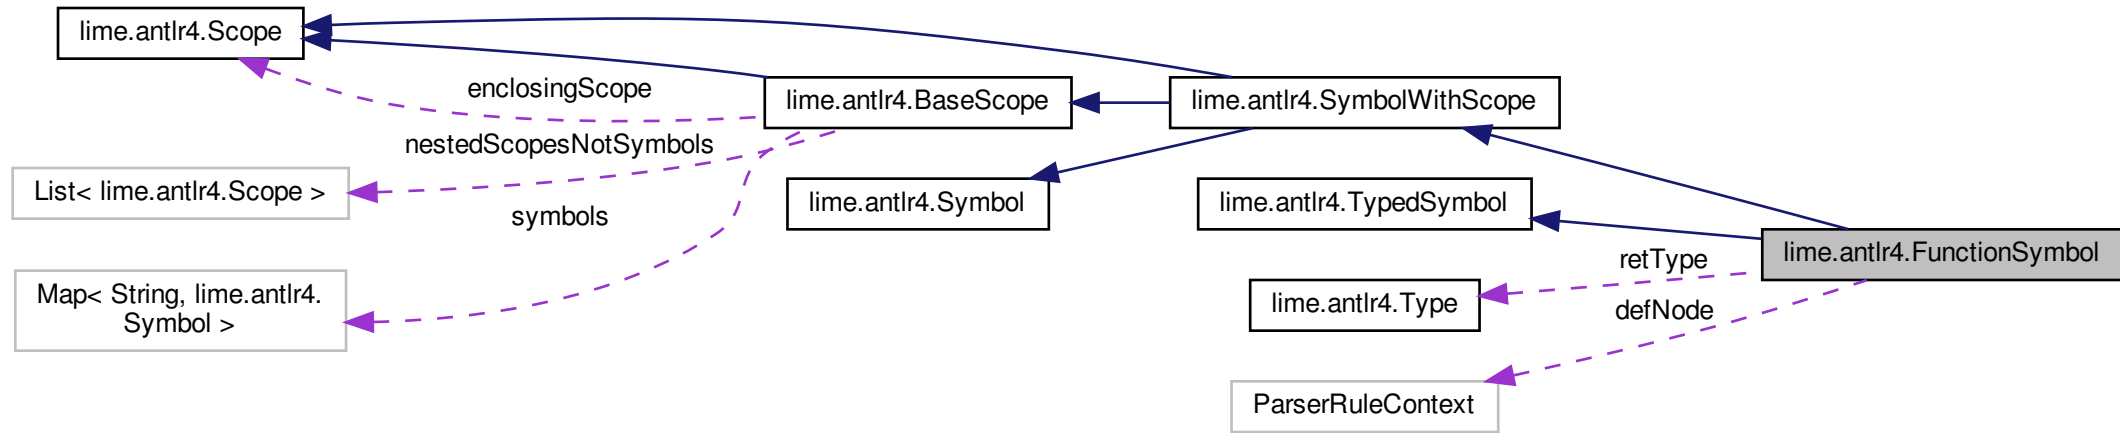 lime.antlr4.Scope
enclosingScope
lime.antlr4.BaseScope
lime.antlr4.SymbolWithScope
nestedScopesNotSymbols
List< lime.antlr4.Scope >
symbols
lime.antlr4.Symbol
lime.antlr4.TypedSymbol
lime.antlr4.FunctionSymbol
retType
Map< String, lime.antlr4.
Symbol >
lime.antlr4.Type
defNode
ParserRuleContext